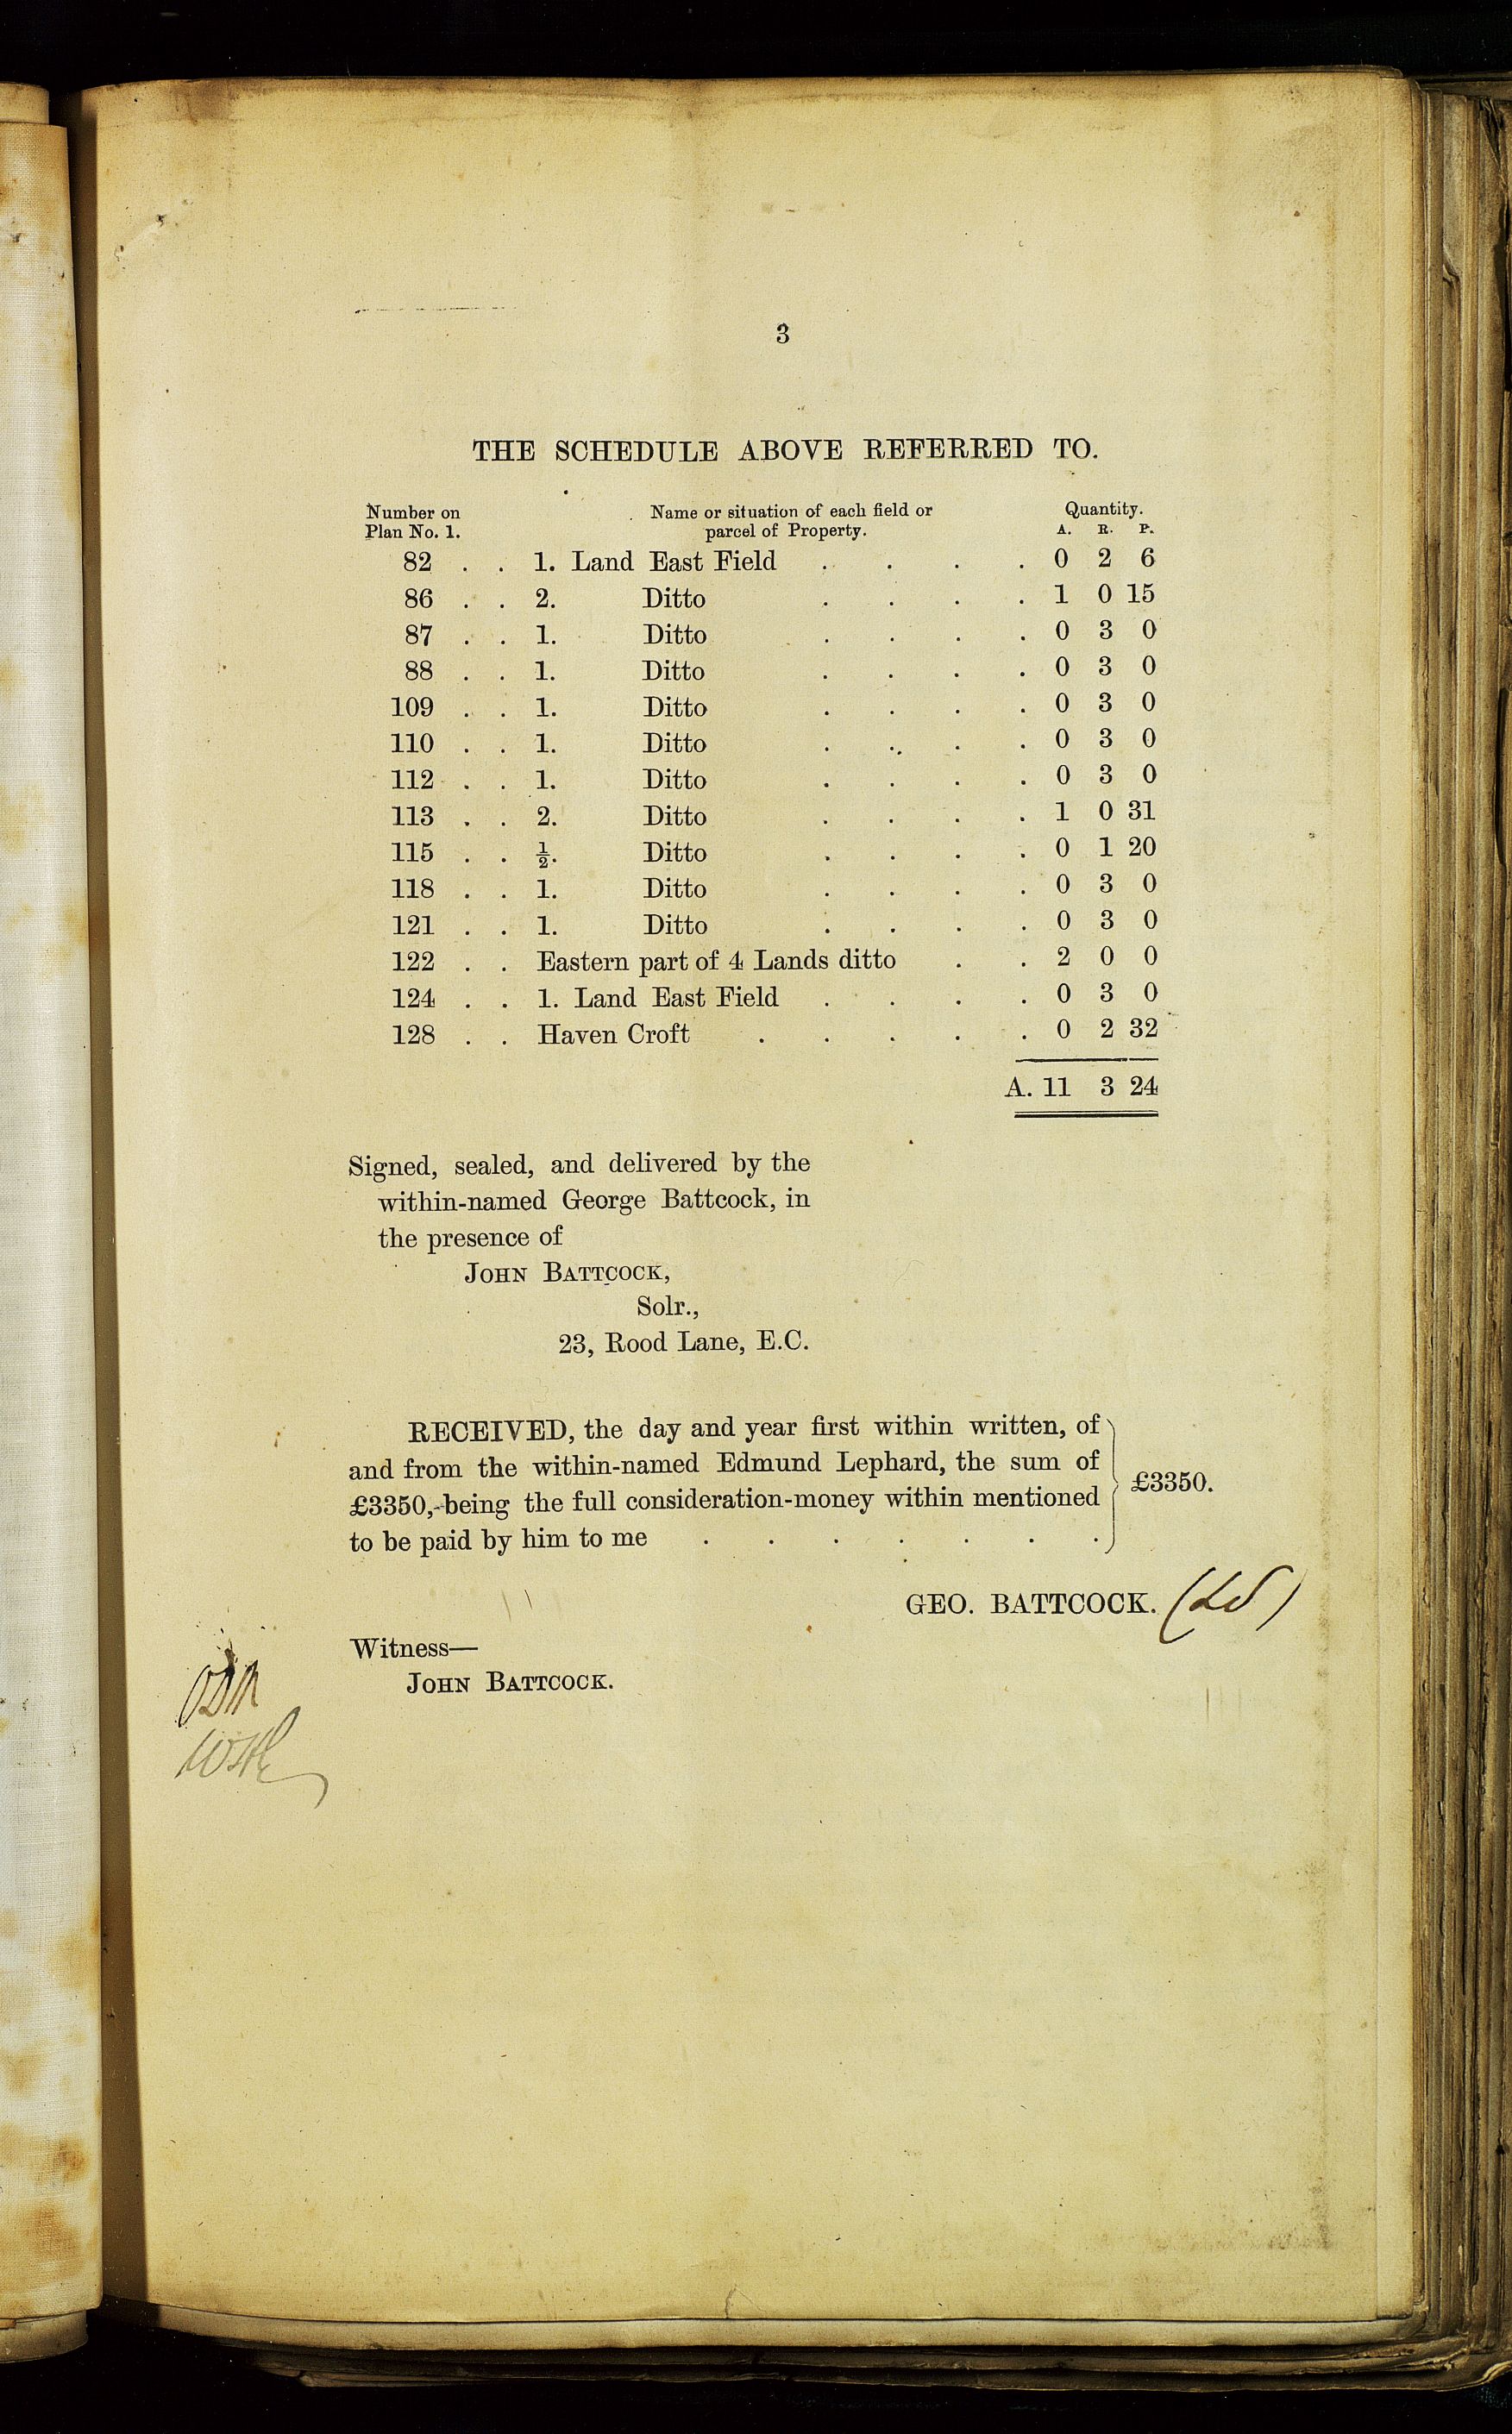 3
THE SCHEDULE ABOVE REFERRED TO.
Number on Name or situation of each field or Quantity.
Plan No. 1. parcel of Property. A. R. P.
82 . . 1. Land East Field . . . . 0 2 6
86 . . 2. Ditto . . . . 1 0 15
87 . . 1. Ditto . . . . 0 3 0
88 . . 1. Ditto . . . . 0 3 0
109 . . 1. Ditto . . . . 0 3 0
110 . . 1. Ditto . . . . 0 3 0
112 . . 1. Ditto . . . . 0 3 0
113 . . 2. Ditto . . . . 1 0 31
115 . . ½. Ditto . . . . 0 1 20
118 . . 1. Ditto . . . . 0 3 0
121 . . 1. Ditto . . . . 0 3 0
122 . . Eastern part of 4 Lands ditto . . 2 0 0
124 . . 1. Land East Field . . . . 0 3 0
128 . . Haven Croft . . . . . 0 2 32
A. 11 3 24
Signed, sealed, and delivered by the
within-named George Battcock, in
the presence of
JOHN BATTCOCK,
Solr.,
23, Rood Lane, E.C.
RECEIVED, the day and year first within written, of
and from the within-named Edmund Lephard, the sum of
£3350, being the full consideration-money within mentioned
£3350.
to be paid by him to me . . . . . . .
GEO. BATTCOCK. (LS)
Witness—
JOHN BATTCOCK.